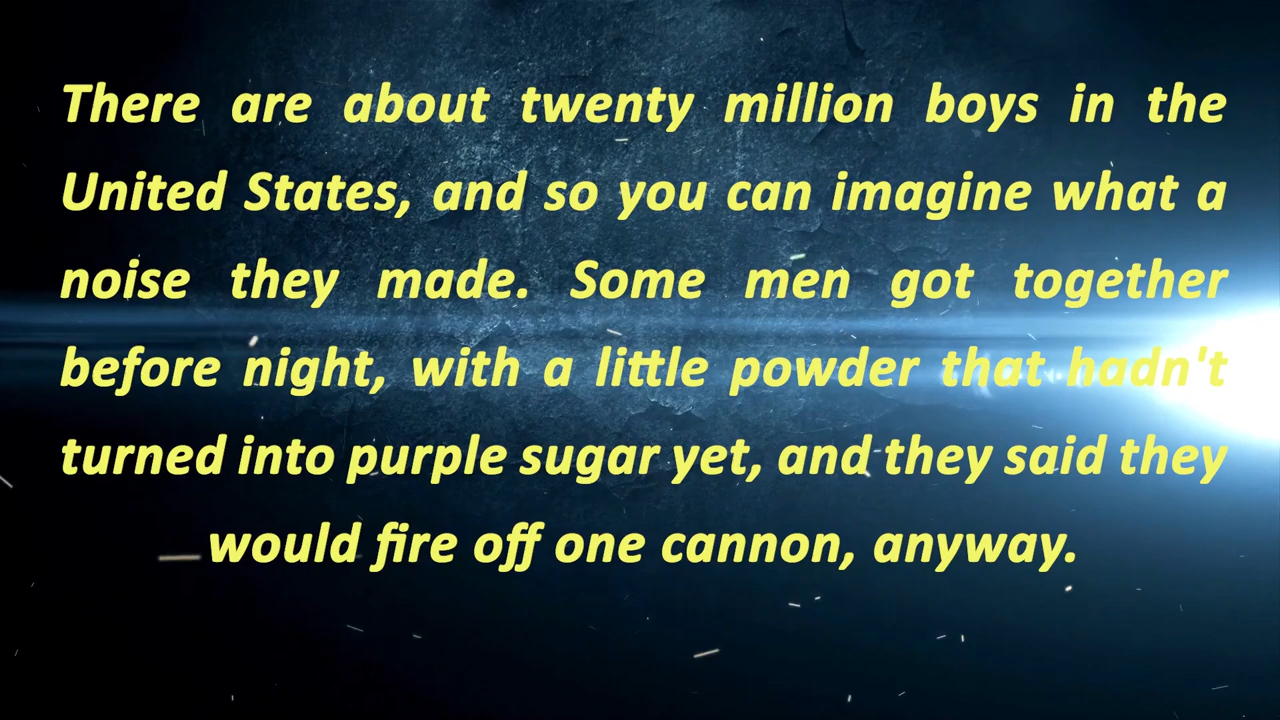 There are about twenty million boys in the
United States, and so you can imagine what a
noise they made. Some men got together
before night, with a little powder that hadn't
turned into purple sugar yet, and they said they
would fire off one cannon, anyway.